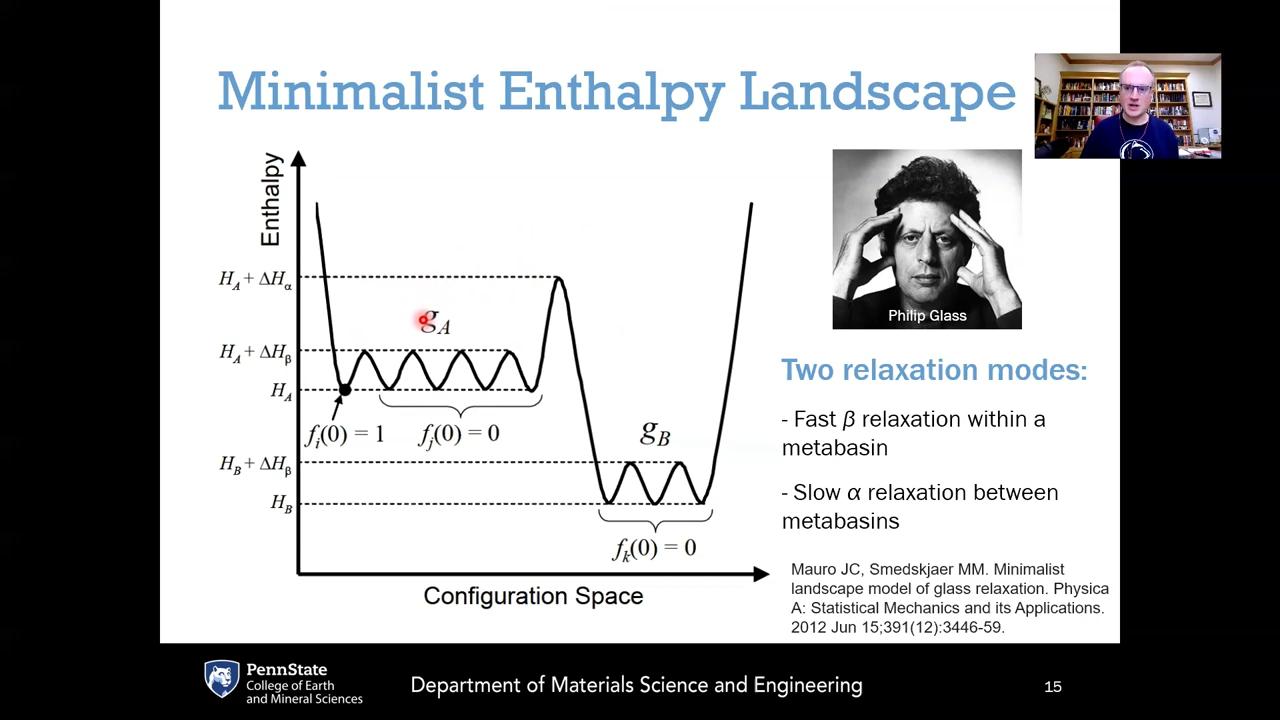 Minimalist Enthalpy Landscape
Enthalpy
H_A + ΔH_α
g_A
H_A + ΔH_β
H_A
f_i(0) = 1
f_j(0) = 0
g_B
H_B + ΔH_β
H_B
f_k(0) = 0
Configuration Space
Philip Glass
Two relaxation modes:
- Fast β relaxation within a
metabasin
- Slow α relaxation between
metabasins
Mauro JC, Smedskjaer MM. Minimalist
landscape model of glass relaxation. Physica
A: Statistical Mechanics and its Applications.
2012 Jun 15;391(12):3446-59.
PennState
College of Earth
and Mineral Sciences
Department of Materials Science and Engineering
15